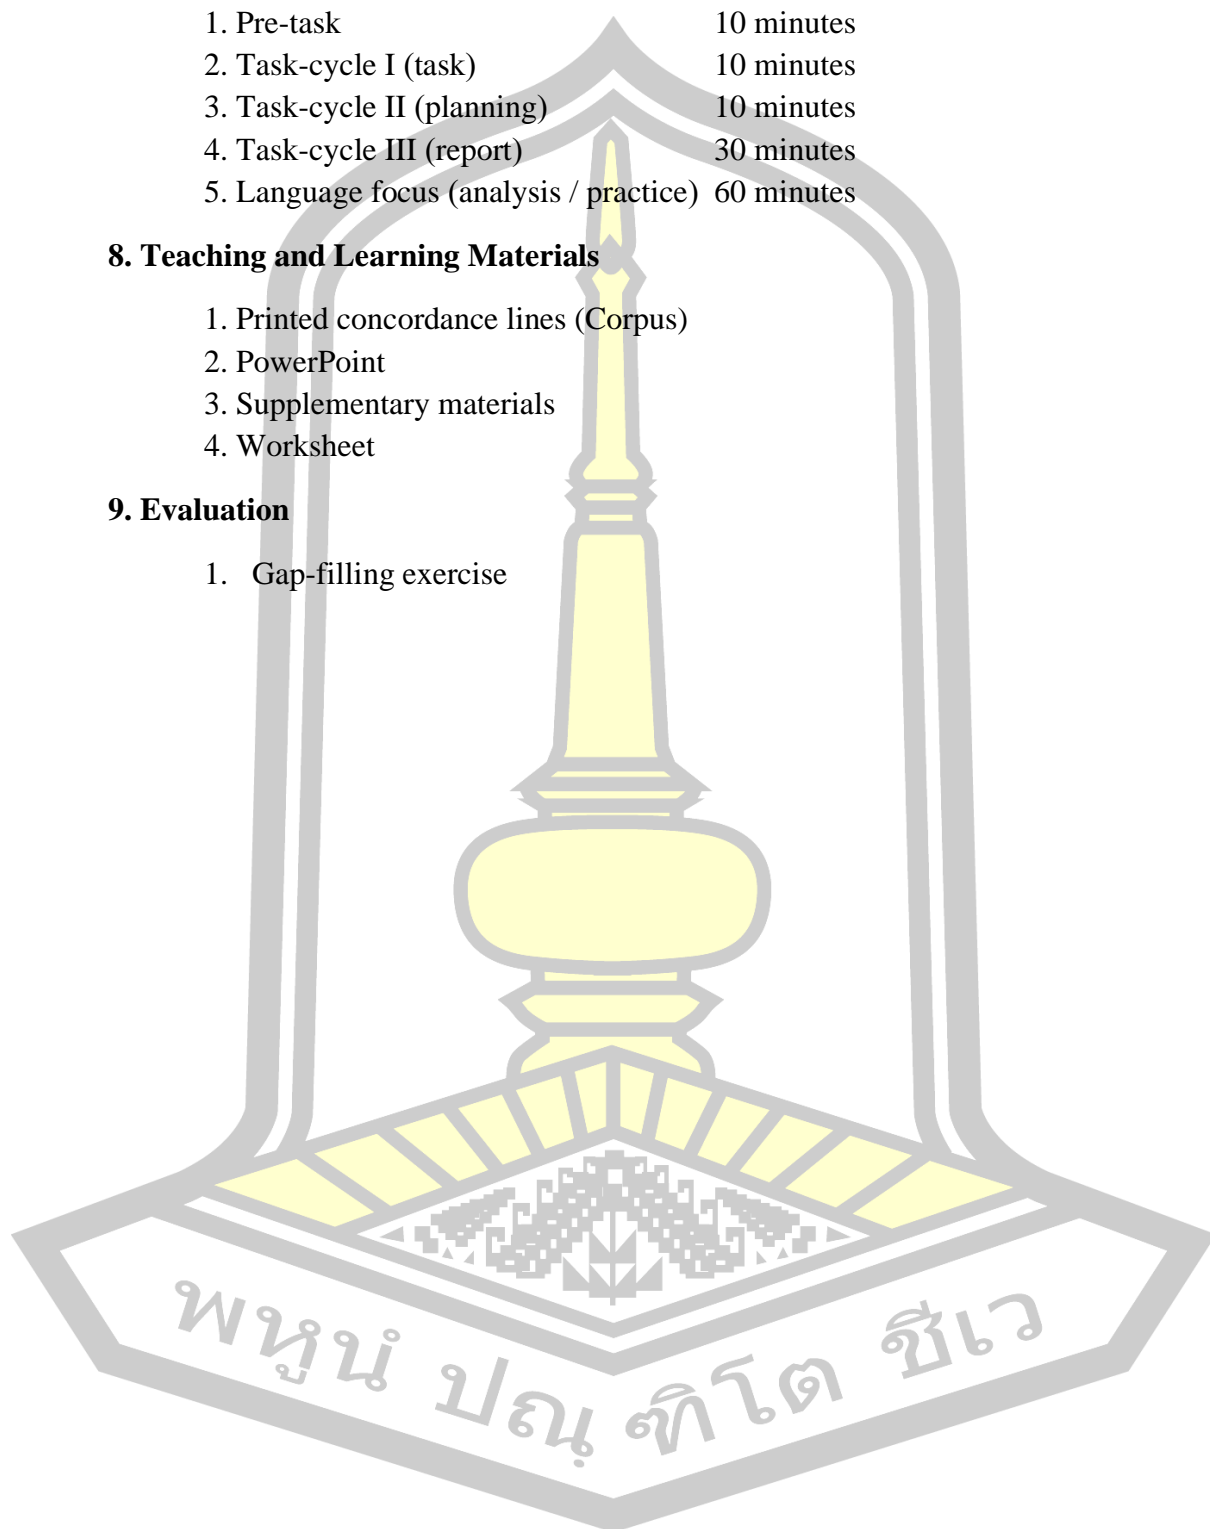 1. Pre-task 10 minutes
2. Task-cycle I (task) 10 minutes
3. Task-cycle II (planning) 10 minutes
4. Task-cycle III (report) 30 minutes
5. Language focus (analysis / practice) 60 minutes
8. Teaching and Learning Materials
1. Printed concordance lines (Corpus)
2. PowerPoint
3. Supplementary materials
4. Worksheet
9. Evaluation
1. Gap-filling exercise
พหูนํ ปณฺฑิโต ชีเว